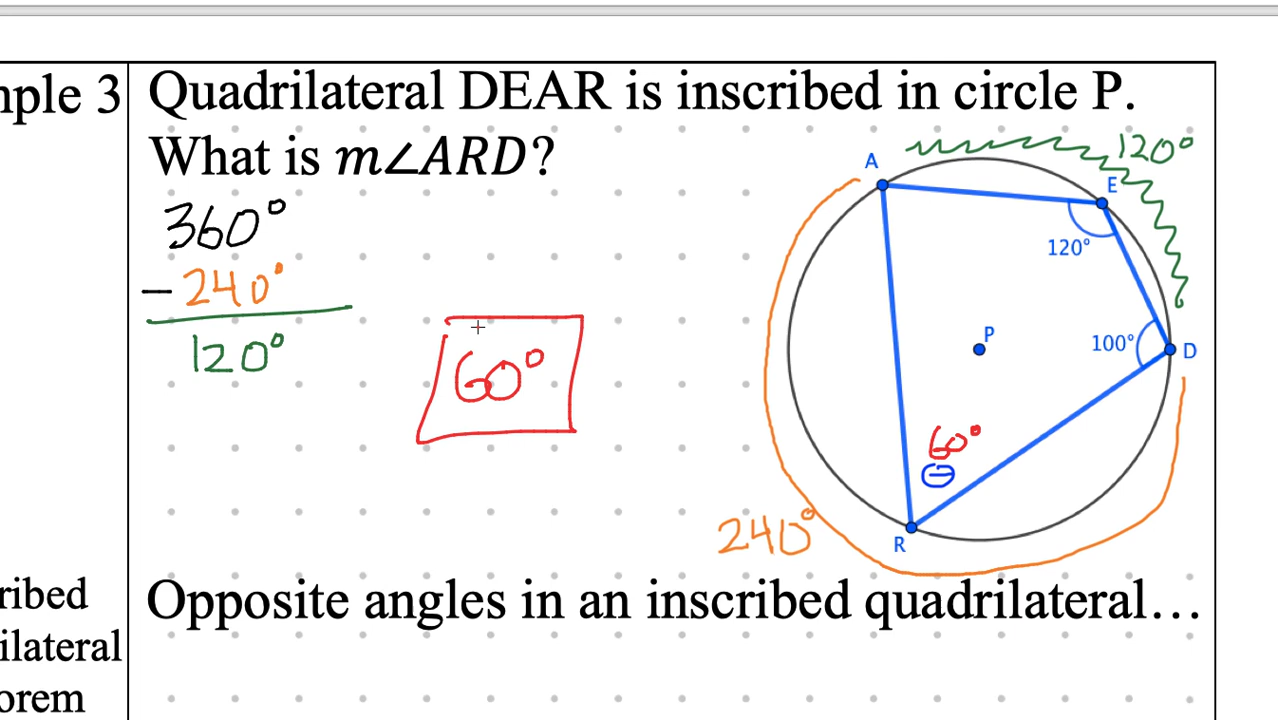 mple 3
Quadrilateral DEAR is inscribed in circle P.
What is m∠ARD?
360°
− 240°
120°
60°
A
E
120°
120°
P
100°
D
60°
θ
R
240°
ribed
ilateral
orem
Opposite angles in an inscribed quadrilateral…